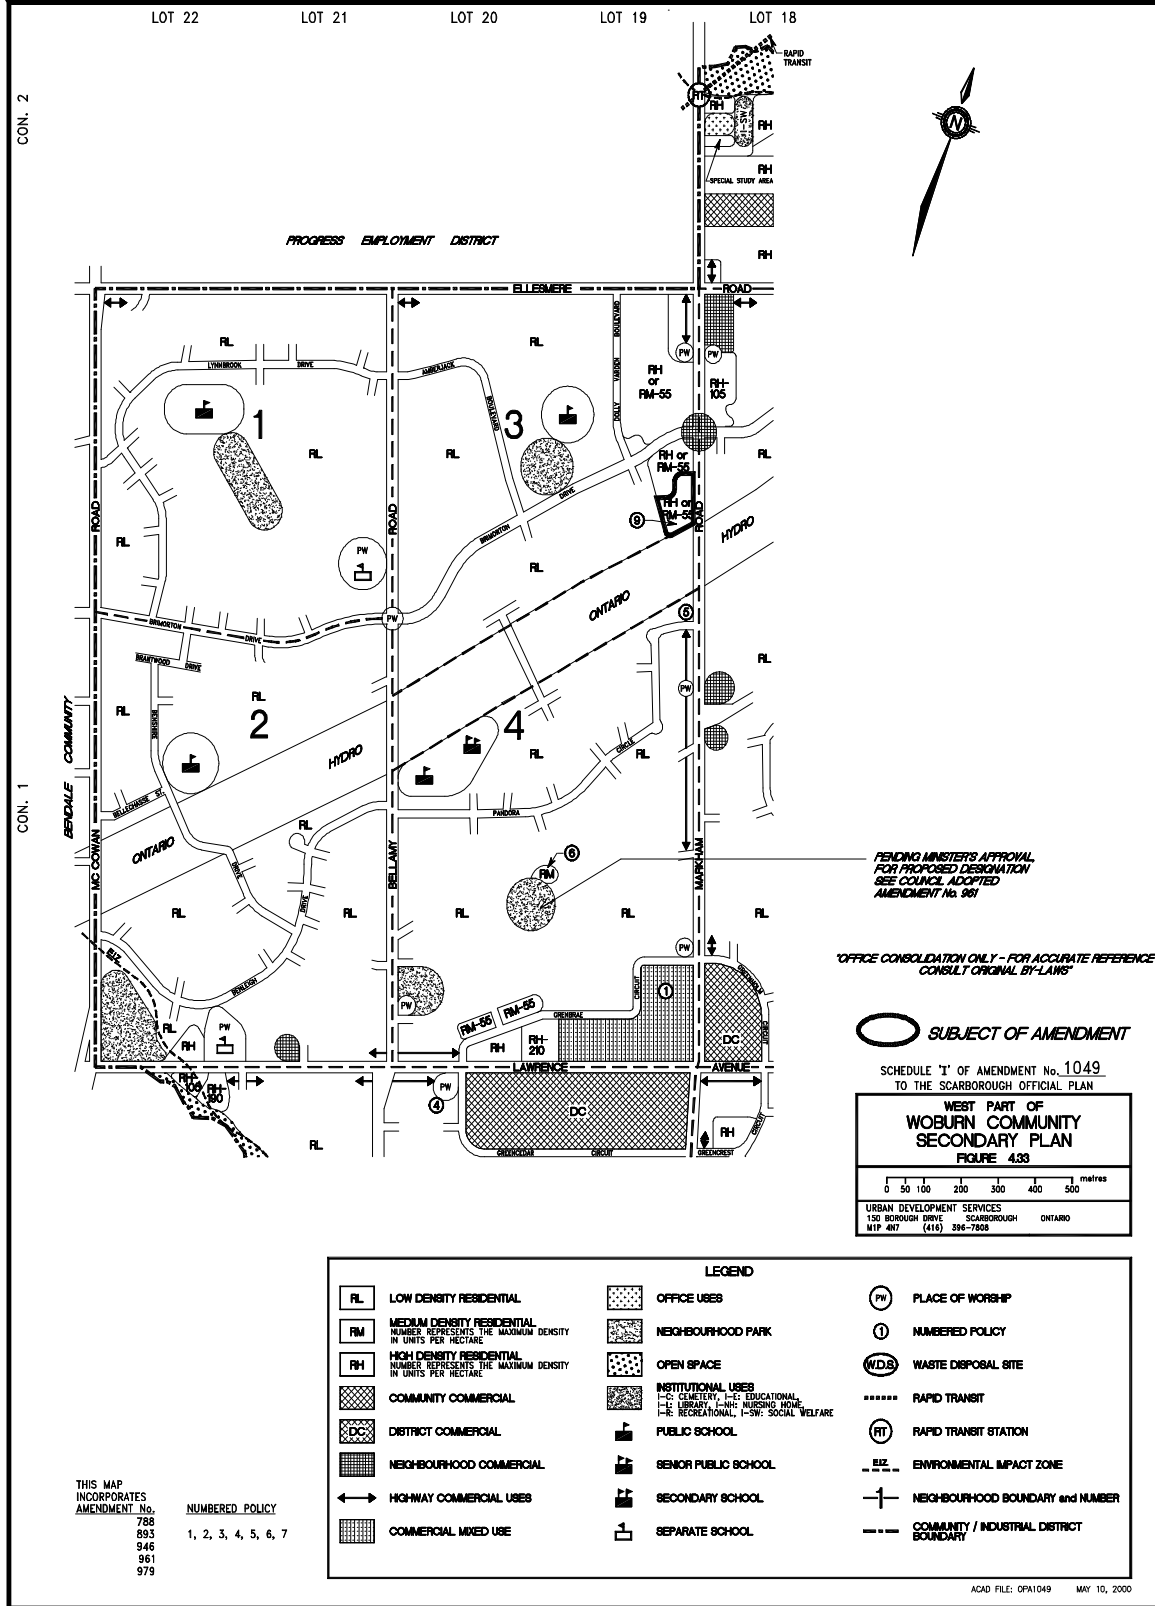 LOT 22
LOT 21
LOT 20
LOT 19
LOT 18
CON. 2
RAPID
TRANSIT
RT
RH
I-SW
RH
RH
SPECIAL STUDY AREA
RH
N
PROGRESS EMPLOYMENT DISTRICT
ELLESMERE ROAD
RL
LYNNBROOK DRIVE
AMBERJACK BOULEVARD
RL
DOLLY VARDEN BOULEVARD
PW
PW
RH
or
RM-55
RH-
105
1
3
RL
RL
RH or
RM-55
RL
RH or
RM-55
9
ROAD
ROAD
ROAD
HYDRO
BRIMORTON DRIVE
RL
PW
RL
ONTARIO
5
BRIMORTON DRIVE
PW
BRANTWOOD DRIVE
RL
RL
RL
BENSHIRE
DRIVE
2
4
PW
BENDALE COMMUNITY
HYDRO
RL
CIRCLE
RL
BELLECHASSE ST.
PANDORA
CON. 1
ONTARIO
RL
MC COWAN
BELLAMY
MARKHAM
6
RM
PENDING MINISTER'S APPROVAL,
FOR PROPOSED DESIGNATION
SEE COUNCIL ADOPTED
AMENDMENT No. 961
RL
RL
RL
RL
RL
DRIVE
BENLEIGH
E.I.Z.
PW
"OFFICE CONSOLIDATION ONLY - FOR ACCURATE REFERENCE
CONSULT ORIGINAL BY-LAWS"
GREENHOLM
CIRCUIT
CIRCUIT
1
PW
RM-55
RM-55
GRENBRAE
SUBJECT OF AMENDMENT
RL
PW
RH
RH
RH-
210
DC
LAWRENCE AVENUE
SCHEDULE 'I' OF AMENDMENT No. 1049
TO THE SCARBOROUGH OFFICIAL PLAN
RH-
190
PW
4
DC
RL
RH
CIRCUIT
GREENCEDAR CIRCUIT
GREENCREST
WEST PART OF
WOBURN COMMUNITY
SECONDARY PLAN
FIGURE 4.33
0 50 100 200 300 400 500 metres
URBAN DEVELOPMENT SERVICES
150 BOROUGH DRIVE SCARBOROUGH ONTARIO
M1P 4N7 (416) 396-7808
LEGEND
RL LOW DENSITY RESIDENTIAL
RM MEDIUM DENSITY RESIDENTIAL
NUMBER REPRESENTS THE MAXIMUM DENSITY
IN UNITS PER HECTARE
RH HIGH DENSITY RESIDENTIAL
NUMBER REPRESENTS THE MAXIMUM DENSITY
IN UNITS PER HECTARE
COMMUNITY COMMERCIAL
DC DISTRICT COMMERCIAL
NEIGHBOURHOOD COMMERCIAL
HIGHWAY COMMERCIAL USES
COMMERCIAL MIXED USE
OFFICE USES
NEIGHBOURHOOD PARK
OPEN SPACE
INSTITUTIONAL USES
I-C: CEMETERY, I-E: EDUCATIONAL,
I-L: LIBRARY, I-NH: NURSING HOME,
I-R: RECREATIONAL, I-SW: SOCIAL WELFARE
PUBLIC SCHOOL
SENIOR PUBLIC SCHOOL
SECONDARY SCHOOL
SEPARATE SCHOOL
PW PLACE OF WORSHIP
1 NUMBERED POLICY
W.D.S. WASTE DISPOSAL SITE
RAPID TRANSIT
RT RAPID TRANSIT STATION
E.I.Z. ENVIRONMENTAL IMPACT ZONE
1 NEIGHBOURHOOD BOUNDARY and NUMBER
COMMUNITY / INDUSTRIAL DISTRICT
BOUNDARY
THIS MAP
INCORPORATES
AMENDMENT No. NUMBERED POLICY
788
893 1, 2, 3, 4, 5, 6, 7
946
961
979
ACAD FILE: OPA1049 MAY 10, 2000